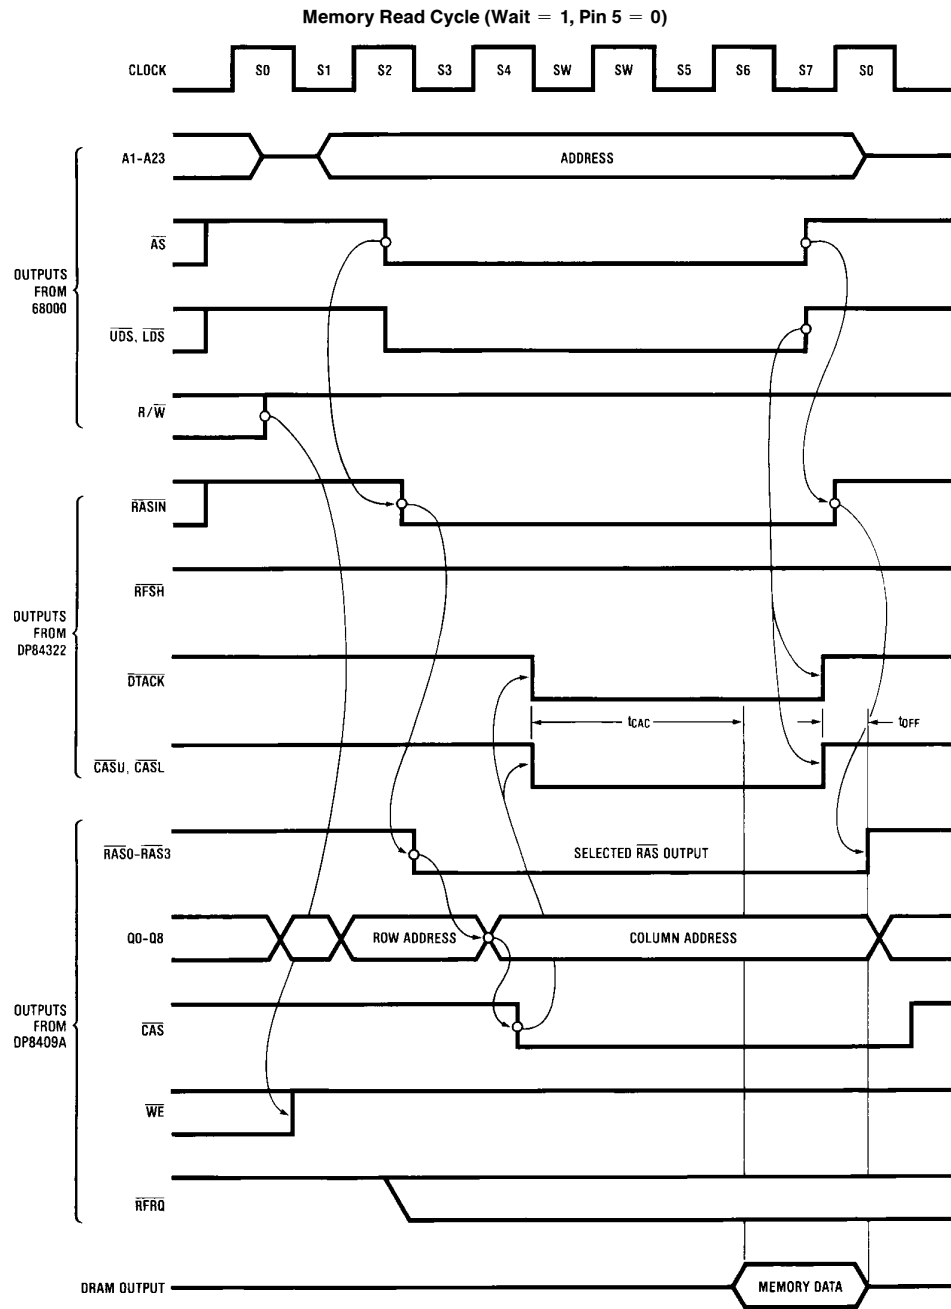 Memory Read Cycle (Wait = 1, Pin 5 = 0)
CLOCK
S0 S1 S2 S3 S4 SW SW S5 S6 S7 S0
A1-A23
ADDRESS
AS
OUTPUTS
FROM
68000
UDS, LDS
R/W
RASIN
RFSH
OUTPUTS
FROM
DP84322
DTACK
tCAC
tOFF
CASU, CASL
RAS0-RAS3
SELECTED RAS OUTPUT
Q0-Q8
ROW ADDRESS
COLUMN ADDRESS
OUTPUTS
FROM
DP8409A
CAS
WE
RFRQ
DRAM OUTPUT
MEMORY DATA